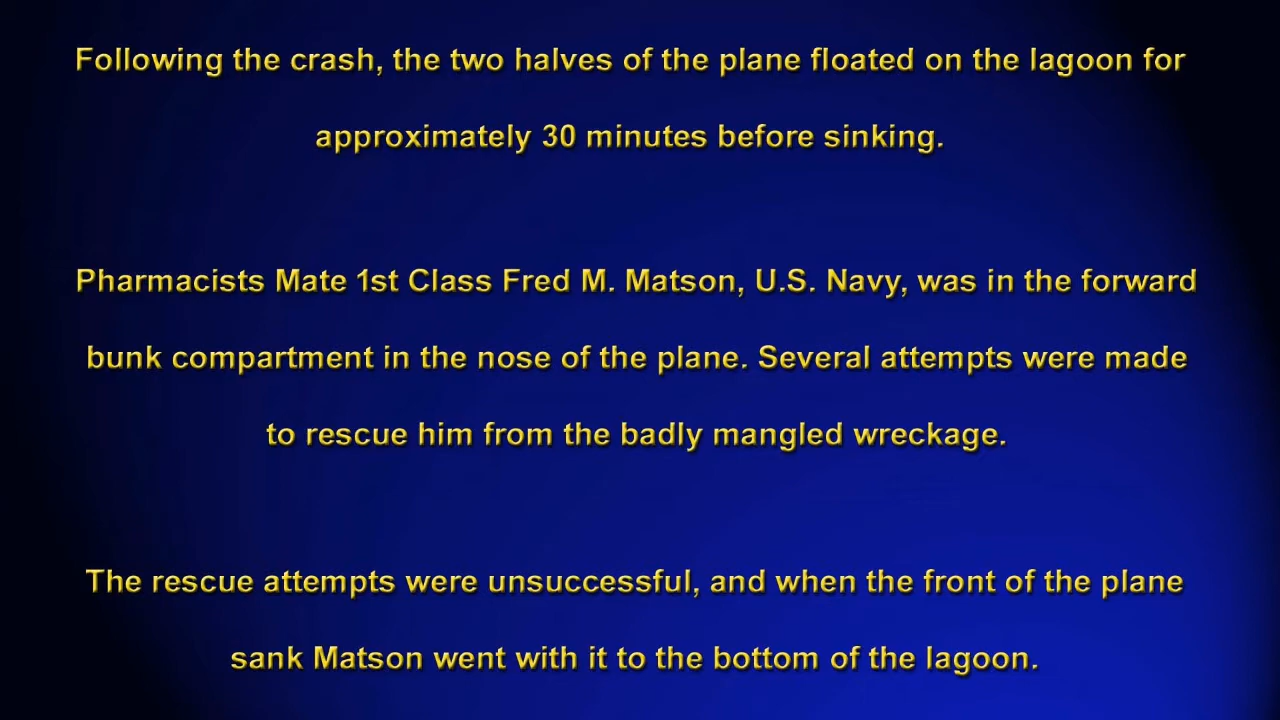 Following the crash, the two halves of the plane floated on the lagoon for
approximately 30 minutes before sinking.
Pharmacists Mate 1st Class Fred M. Matson, U.S. Navy, was in the forward
bunk compartment in the nose of the plane. Several attempts were made
to rescue him from the badly mangled wreckage.
The rescue attempts were unsuccessful, and when the front of the plane
sank Matson went with it to the bottom of the lagoon.